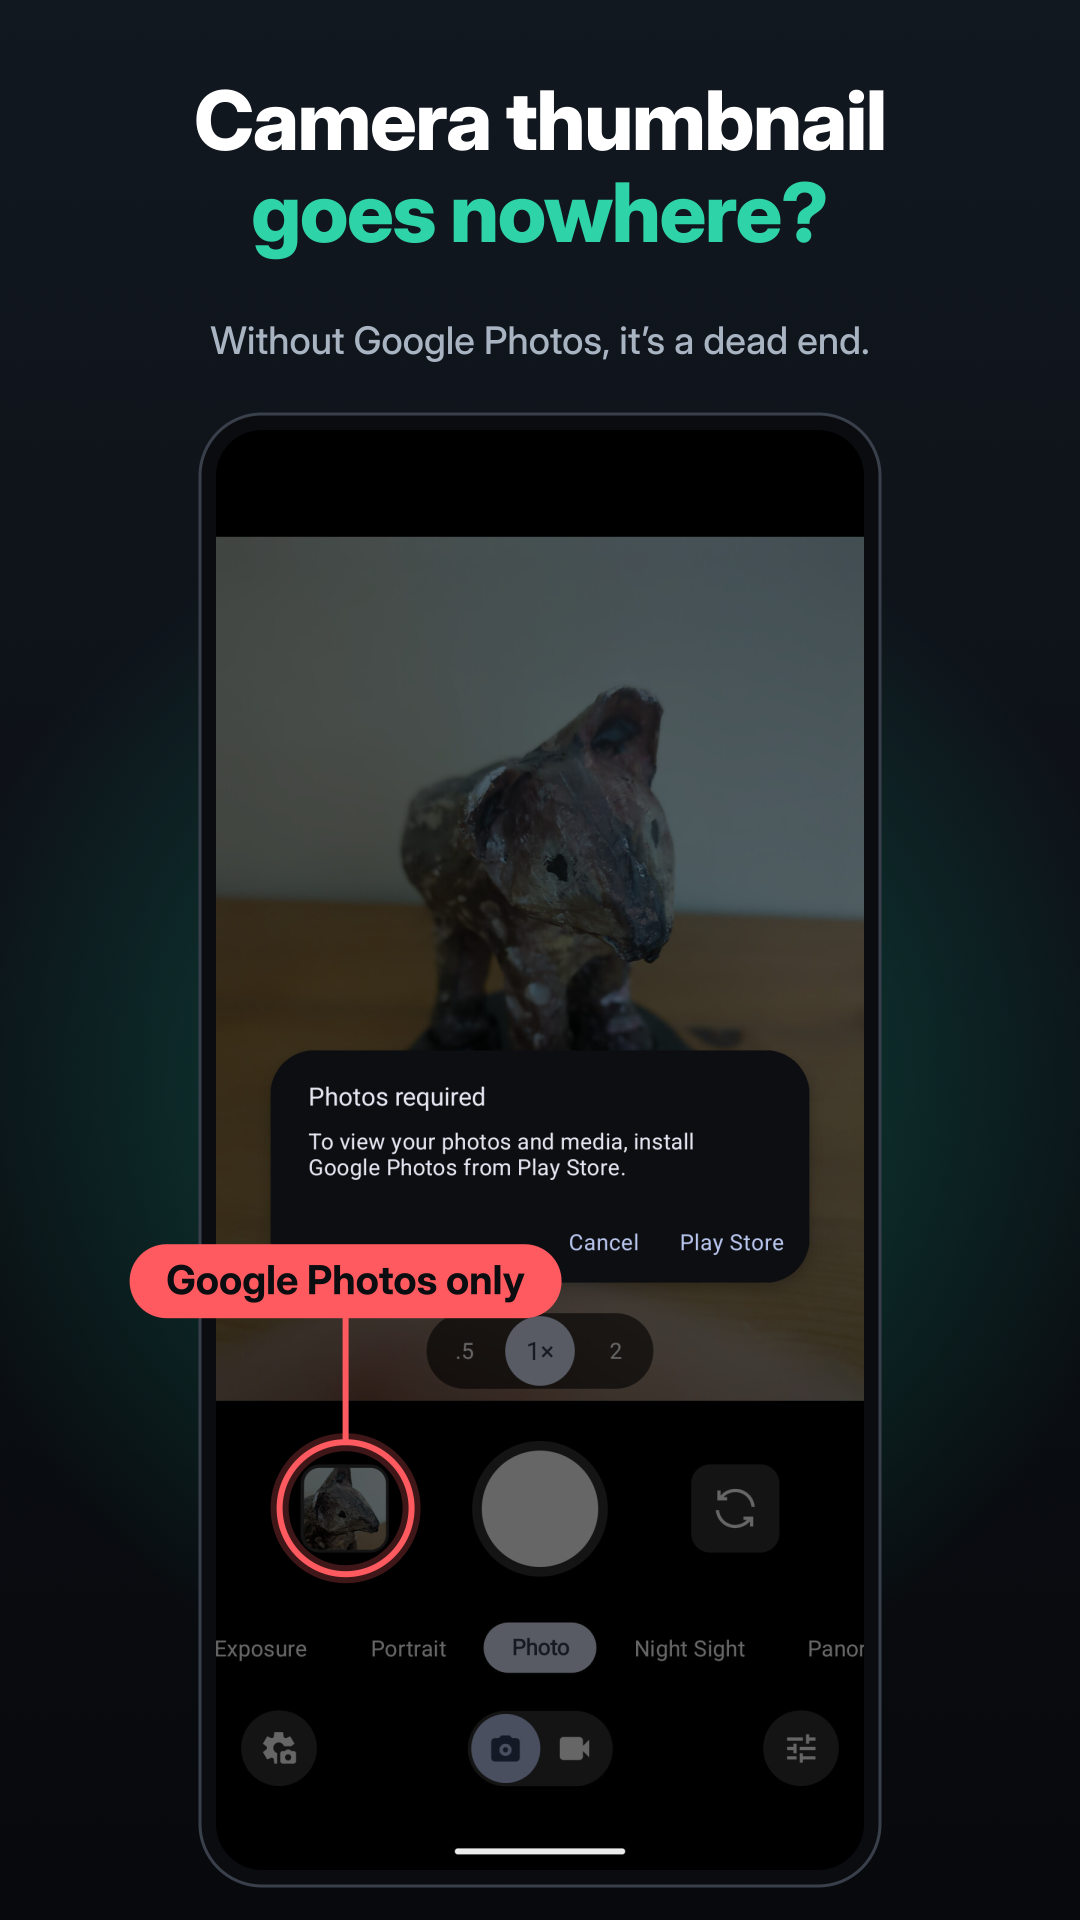 Camera thumbnail
goes nowhere?
Without Google Photos, it’s a dead end.
Photos required
To view your photos and media, install
Google Photos from Play Store.
Cancel Play Store
Google Photos only
.5 1× 2
Exposure Portrait Photo Night Sight Panor